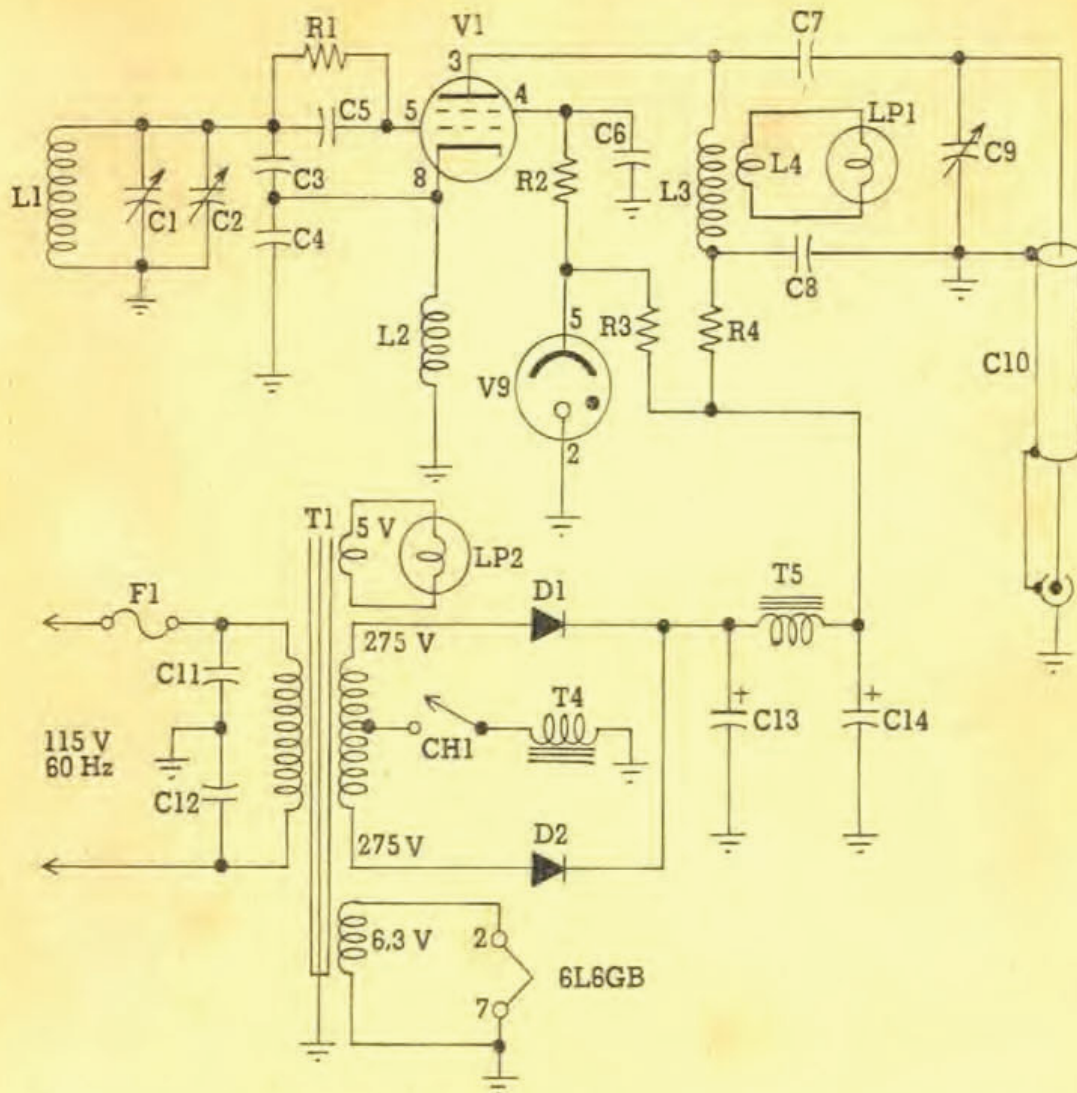 R1
V1
C7
3
4
5
C5
C6
LP1
C9
L1
C1
C2
C3
8
R2
L3
L4
C4
C8
L2
5
R3
R4
V9
C10
2
T1
5 V
LP2
F1
D1
T5
275 V
C11
T4
+
C13
+
C14
CH1
115 V
60 Hz
C12
275 V
D2
6,3 V
2
6L6GB
7